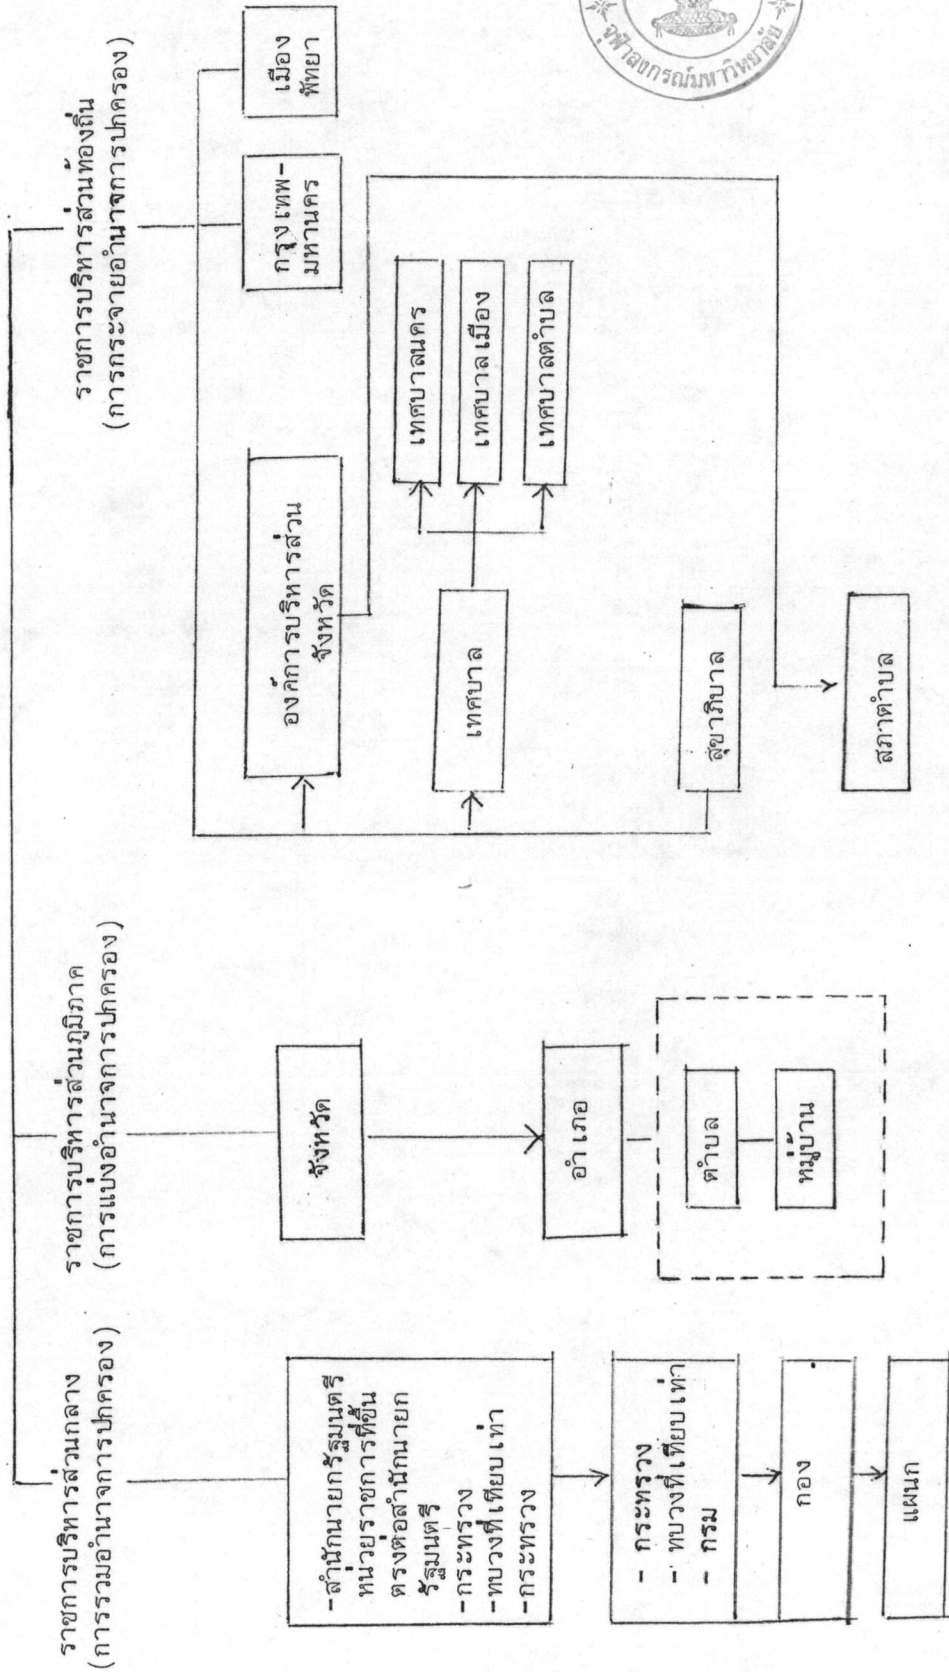 ราชการบริหารส่วนกลาง
(การรวมอำนาจการปกครอง)
-สำนักนายกรัฐมนตรี
หน่วยราชการที่ขึ้น
ตรงต่อสำนักนายก
รัฐมนตรี
-กระทรวง
-ทบวงที่เทียบเท่า
-กระทรวง
- กระทรวง
- ทบวงที่เทียบเท่า
- กรม
กอง
แผนก
ราชการบริหารส่วนภูมิภาค
(การแบ่งอำนาจการปกครอง)
จังหวัด
อำเภอ
ตำบล
หมู่บ้าน
ราชการบริหารส่วนท้องถิ่น
(การกระจายอำนาจการปกครอง)
องค์การบริหารส่วน
จังหวัด
กรุงเทพ-
มหานคร
เมือง
พัทยา
เทศบาล
เทศบาลนคร
เทศบาลเมือง
เทศบาลตำบล
สุขาภิบาล
สภาตำบล
จุฬาลงกรณ์มหาวิทยาลัย